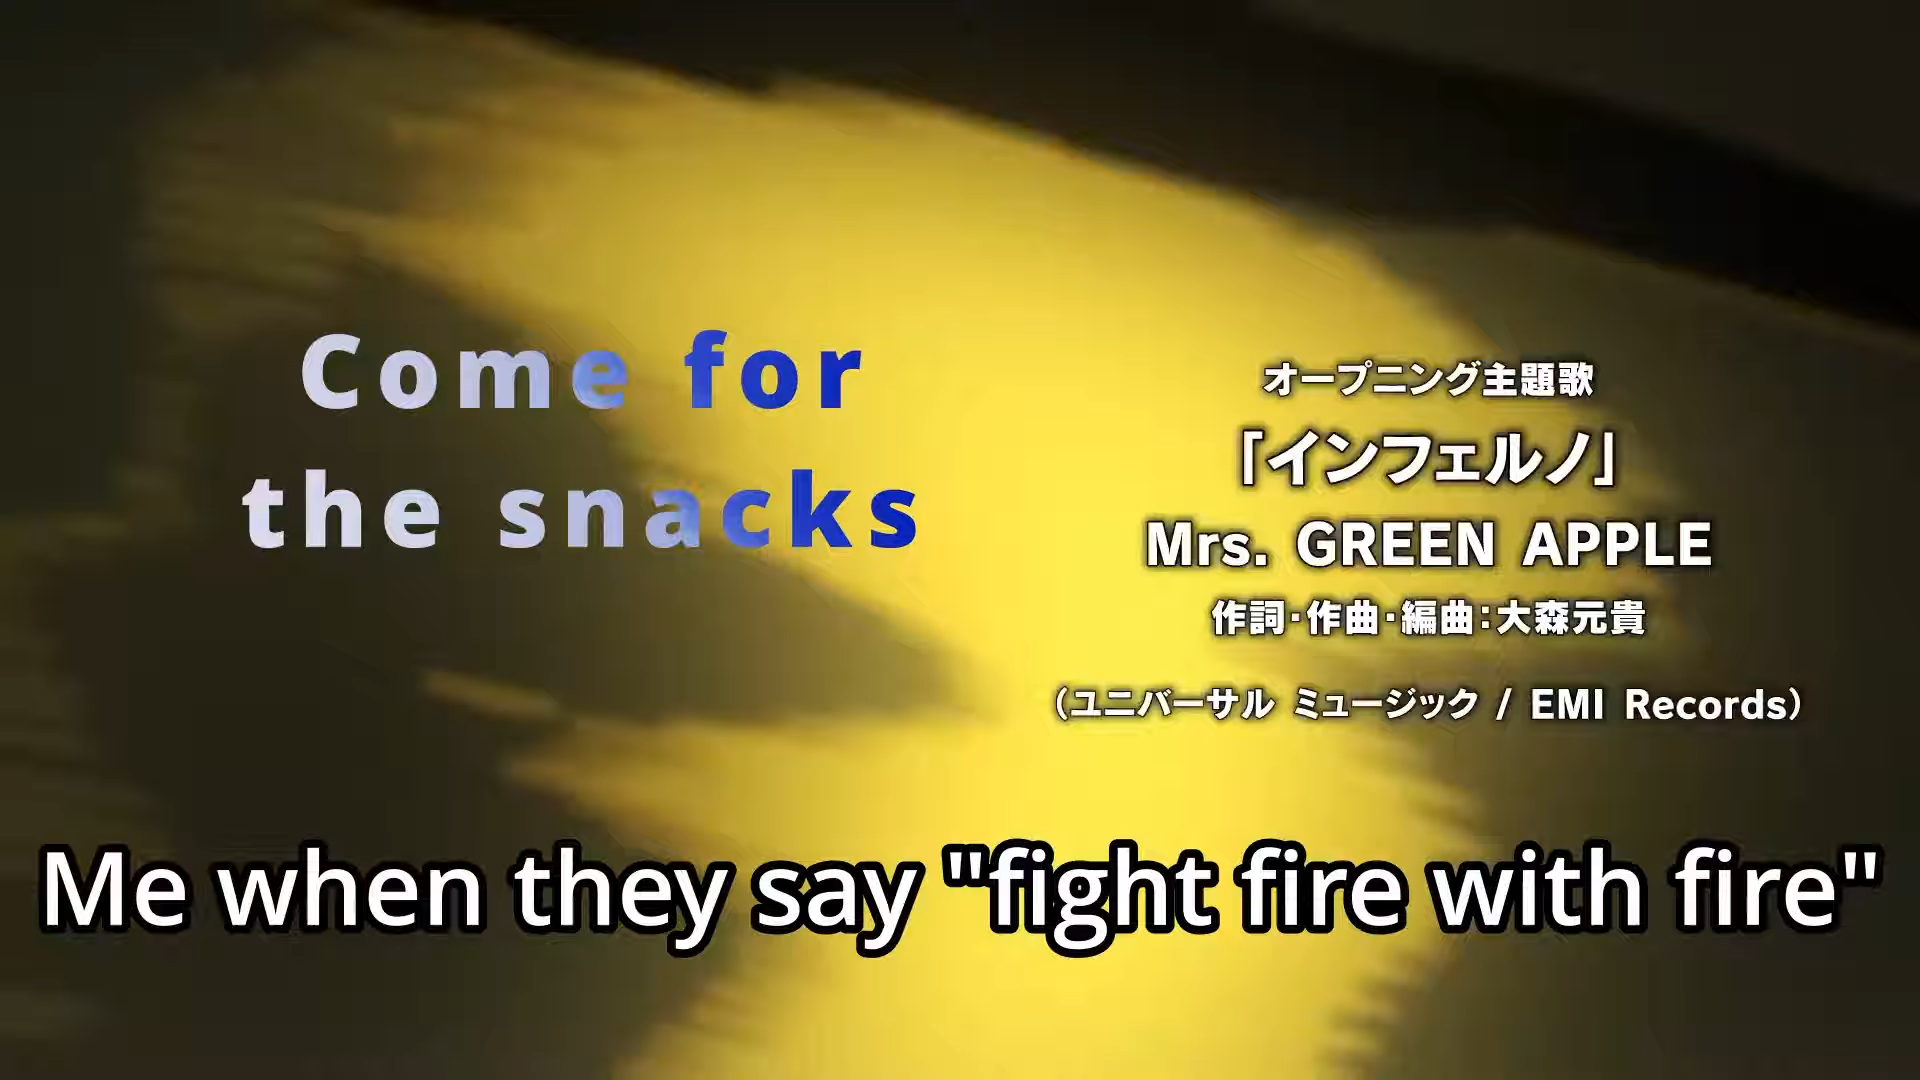 Come for
the snacks
オープニング主題歌
「インフェルノ」
Mrs. GREEN APPLE
作詞・作曲・編曲：大森元貴
（ユニバーサル ミュージック / EMI Records）
Me when they say "fight fire with fire"